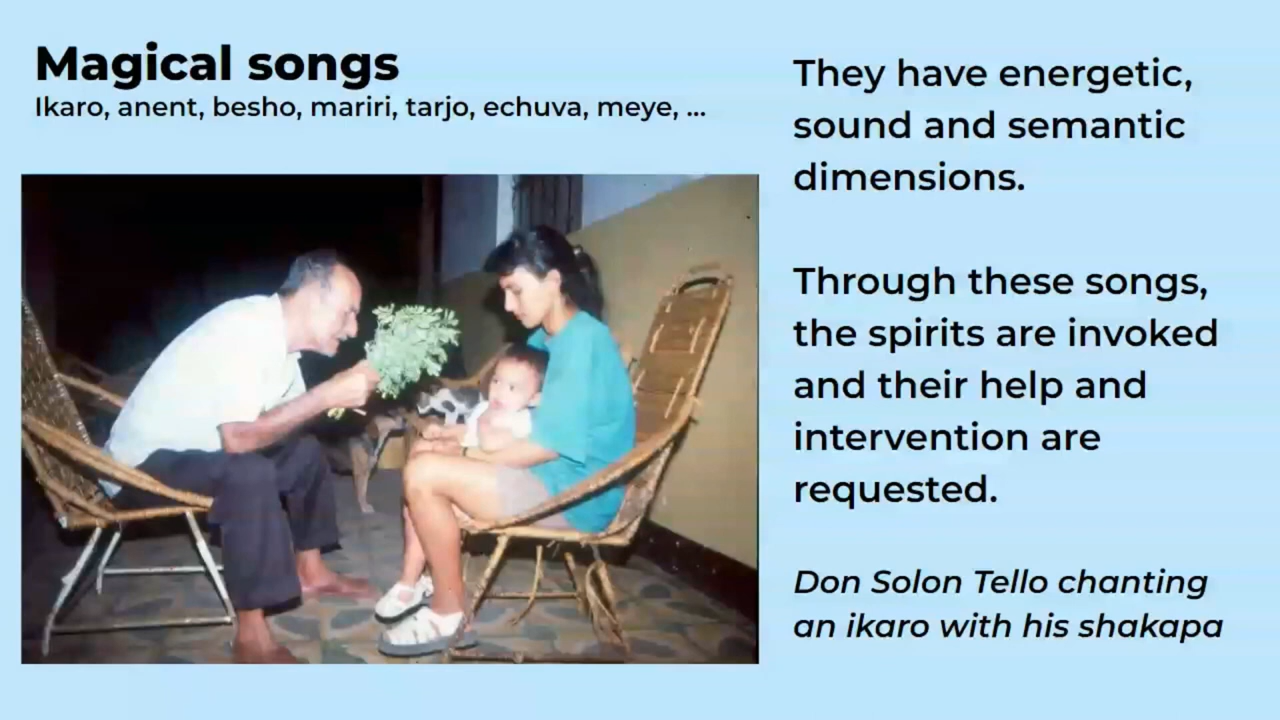 Magical songs
Ikaro, anent, besho, mariri, tarjo, echuva, meye, ...
They have energetic,
sound and semantic
dimensions.
Through these songs,
the spirits are invoked
and their help and
intervention are
requested.
Don Solon Tello chanting
an ikaro with his shakapa